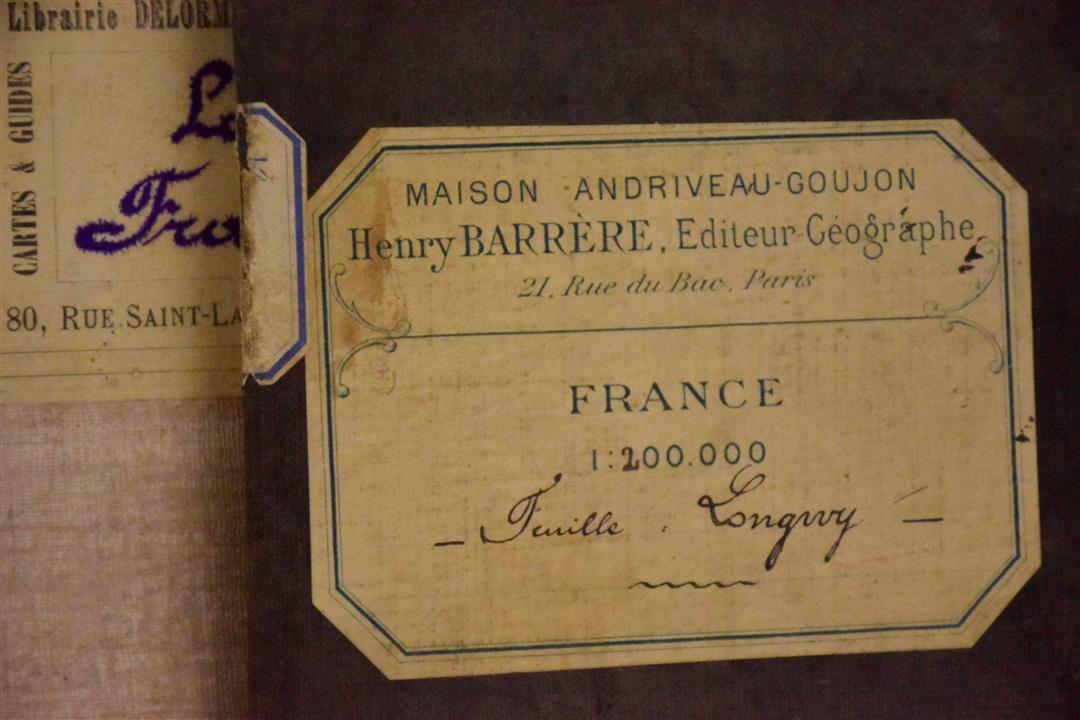 Librairie DELORM
CARTES & GUIDES
80, RUE SAINT-LA
MAISON ANDRIVEAU-GOUJON
Henry BARRÈRE, Editeur-Géographe,
21, Rue du Bac, Paris
FRANCE
1:200.000
— Feuille : Longwy —